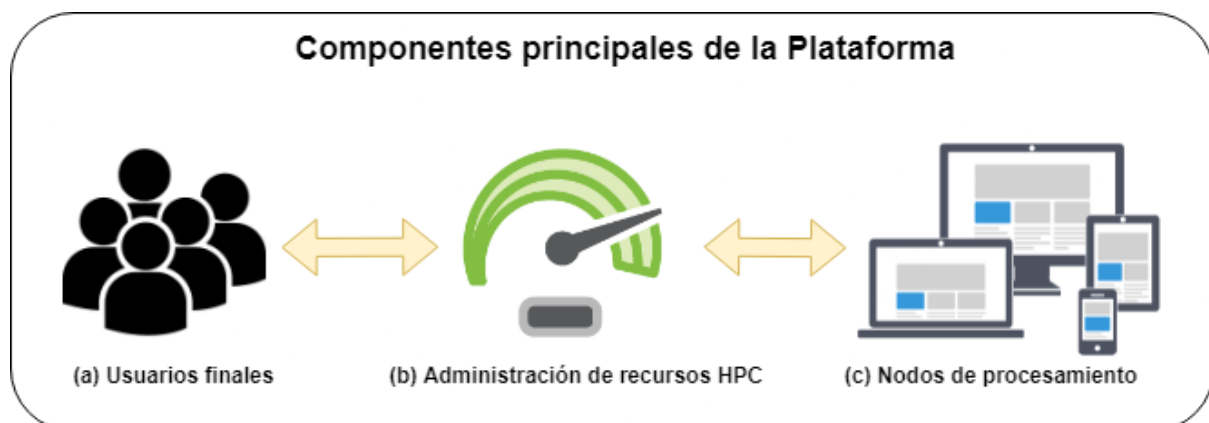 Componentes principales de la Plataforma
(a) Usuarios finales
(b) Administración de recursos HPC
(c) Nodos de procesamiento